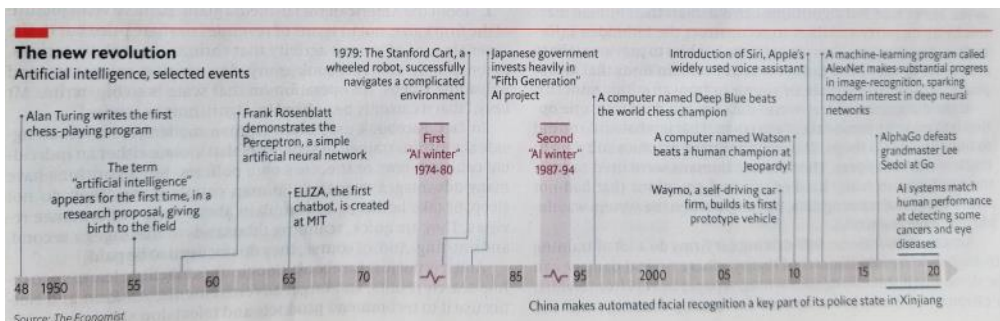 The new revolution
Artificial intelligence, selected events
Alan Turing writes the first
chess-playing program
The term
"artificial intelligence"
appears for the first time, in a
research proposal, giving
birth to the field
Frank Rosenblatt
demonstrates the
Perceptron, a simple
artificial neural network
ELIZA, the first
chatbot, is created
at MIT
1979: The Stanford Cart, a
wheeled robot, successfully
navigates a complicated
environment
First
"AI winter"
1974-80
Japanese government
invests heavily in
"Fifth Generation"
AI project
Second
"AI winter"
1987-94
A computer named Deep Blue beats
the world chess champion
Introduction of Siri, Apple's
widely used voice assistant
A computer named Watson
beats a human champion at
Jeopardy!
Waymo, a self-driving car
firm, builds its first
prototype vehicle
A machine-learning program called
AlexNet makes substantial progress
in image-recognition, sparking
modern interest in deep neural
networks
AlphaGo defeats
grandmaster Lee
Sedol at Go
AI systems match
human performance
at detecting some
cancers and eye
diseases
48 1950 55 60 65 70 85 95 2000 05 10 15 20
China makes automated facial recognition a key part of its police state in Xinjiang
Source: The Economist